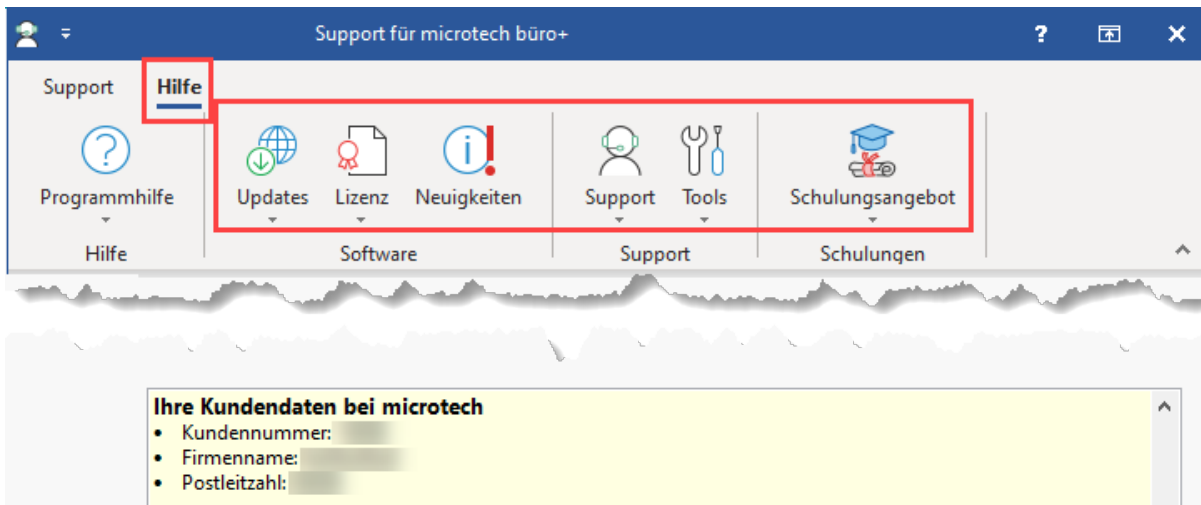 Support für microtech büro+
?
Support Hilfe
Programmhilfe Updates Lizenz Neuigkeiten Support Tools Schulungsangebot
Hilfe Software Support Schulungen
Ihre Kundendaten bei microtech
• Kundennummer:
• Firmenname:
• Postleitzahl: